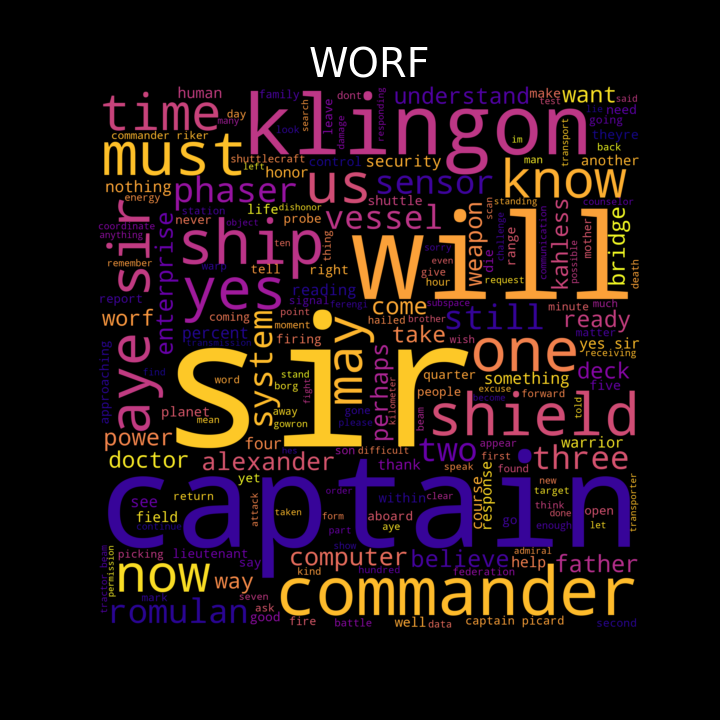 WORF
human
family
dont
responding
understand
make
want
test
said
time
klingon
search
leave
damage
lie
need
day
many
look
im
transport
going
theyre
commander riker
must
shuttlecraft
control
security
man
back
another
left
honor
counselor
nothing
phaser
us
sensor
know
energy
shuttle
standing
never
life
dishonor
probe
vessel
weapon
scan
challenge
communication
possible
mother
kahless
bridge
death
station
object
coordinate
anything
sir
aye sir
enterprise
ship
ten
thing
tell
right
sorry
even
give
range
die
will
remember
warp
yes
reading
come
hour
request
report
signal
ferengi
subspace
still
minute
much
worf
coming
percent
point
hailed
ready
moment
brother
take
wish
matter
transmission
firing
may
one
yes sir
receiving
approaching
find
system
perhaps
kilometer
quarter
something
deck
word
stand
borg
fight
people
excuse
become
forward
five
mean
away
gowron
gone
please
beam
shield
told
planet
power
four
son
difficult
two
appear
warrior
doctor
alexander
thank
speak
first
found
three
yet
response
course
new
target
transporter
see
return
attack
order
within
clear
think
done
open
field
taken
form
aboard
go
enough
let
continue
part
aye
captain
picking
lieutenant
say
computer
believe
admiral
help
father
permission
tractor beam
now
way
kind
hundred
federation
commander
mark
seven
romulan
ask
good
fire
battle
well
data
captain picard
second